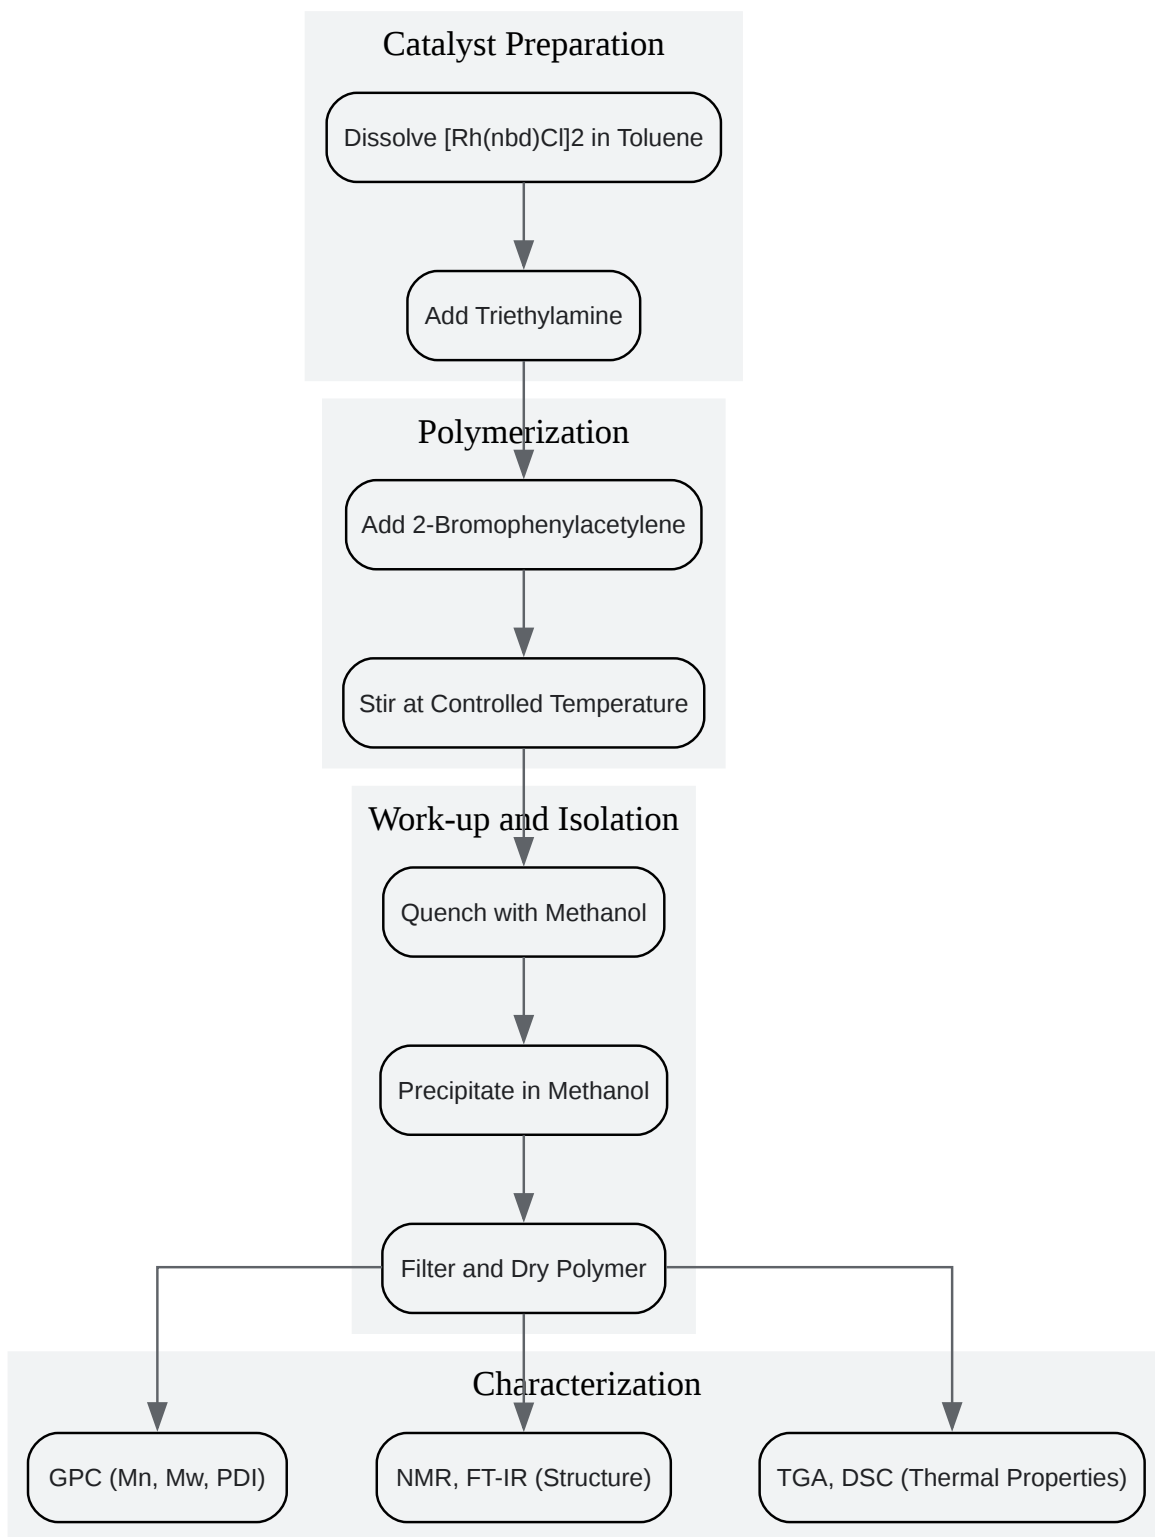 Catalyst Preparation
Dissolve [Rh(nbd)Cl]2 in Toluene
Add Triethylamine
Polymerization
Add 2-Bromophenylacetylene
Stir at Controlled Temperature
Work-up and Isolation
Quench with Methanol
Precipitate in Methanol
Filter and Dry Polymer
Characterization
GPC (Mn, Mw, PDI)
NMR, FT-IR (Structure)
TGA, DSC (Thermal Properties)